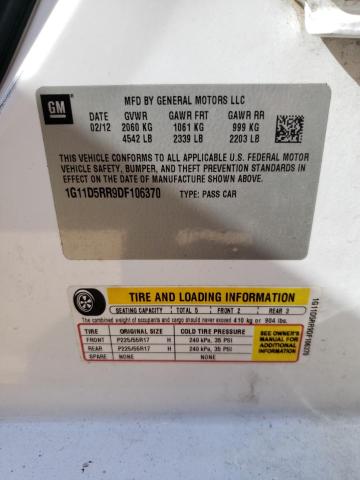 GM
MFD BY GENERAL MOTORS LLC
DATE GVWR GAWR FRT GAWR RR
02/12 2060 KG 1061 KG 999 KG
4542 LB 2339 LB 2203 LB
THIS VEHICLE CONFORMS TO ALL APPLICABLE U.S. FEDERAL MOTOR
VEHICLE SAFETY, BUMPER, AND THEFT PREVENTION STANDARDS IN
EFFECT ON THE DATE OF MANUFACTURE SHOWN ABOVE.
1G11D5RR9DF106370 TYPE: PASS CAR
TIRE AND LOADING INFORMATION
SEATING CAPACITY TOTAL 5 FRONT 2 REAR 3
The combined weight of occupants and cargo should never exceed 410 kg or 904 lbs.
TIRE ORIGINAL SIZE COLD TIRE PRESSURE
FRONT P225/55R17 H 240 kPa, 35 PSI
REAR P225/55R17 H 240 kPa, 35 PSI
SPARE NONE NONE
SEE OWNER'S
MANUAL FOR
ADDITIONAL
INFORMATION
1G11D5RR9DF106370